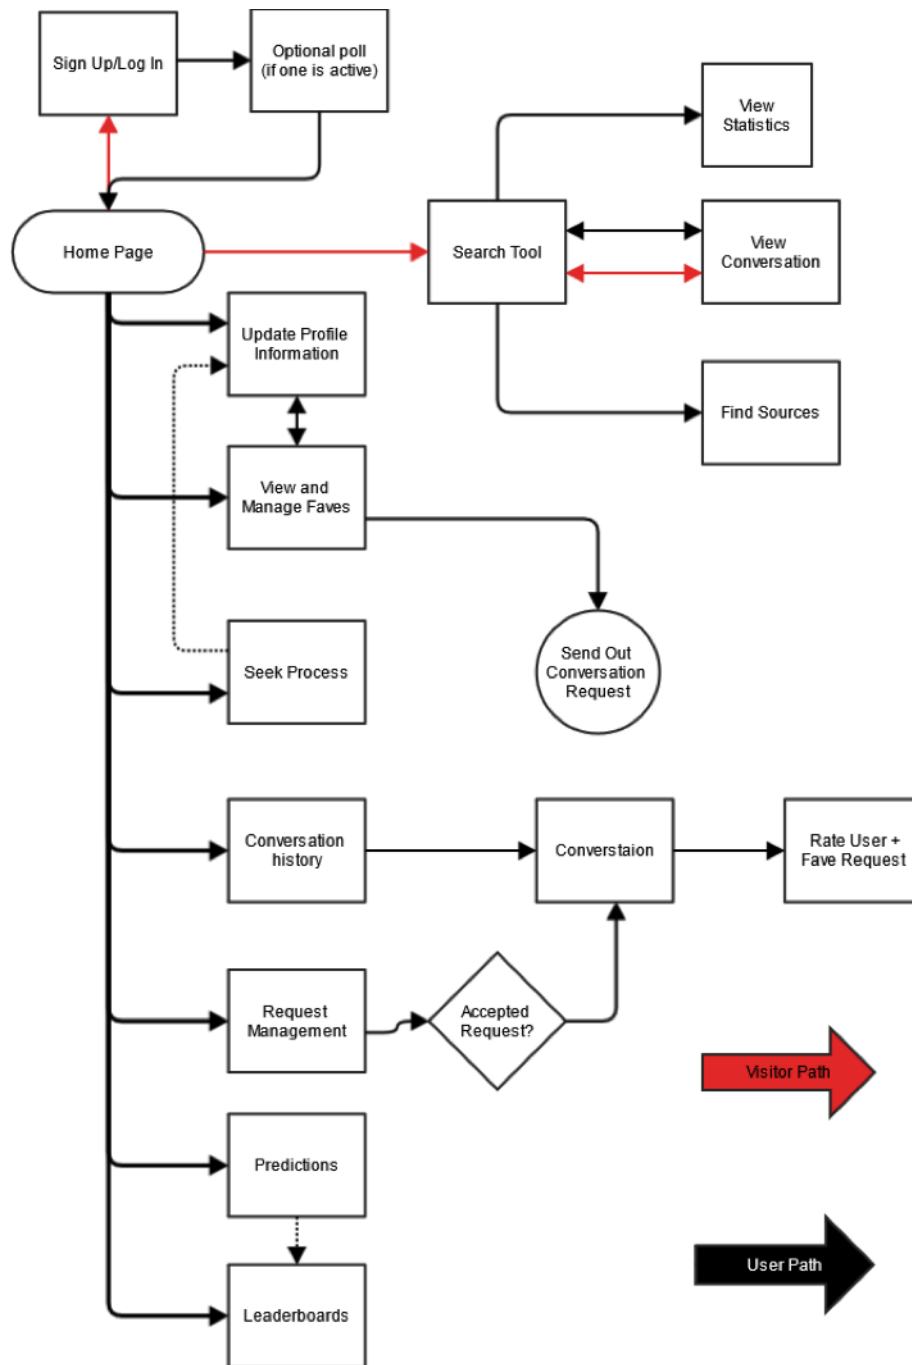 Sign Up/Log In
Optional poll
(if one is active)
View
Statistics
Home Page
Search Tool
View
Conversation
Update Profile
Information
Find Sources
View and
Manage Faves
Seek Process
Send Out
Conversation
Request
Conversation
history
Converstaion
Rate User +
Fave Request
Request
Management
Accepted
Request?
Visitor Path
Predictions
User Path
Leaderboards